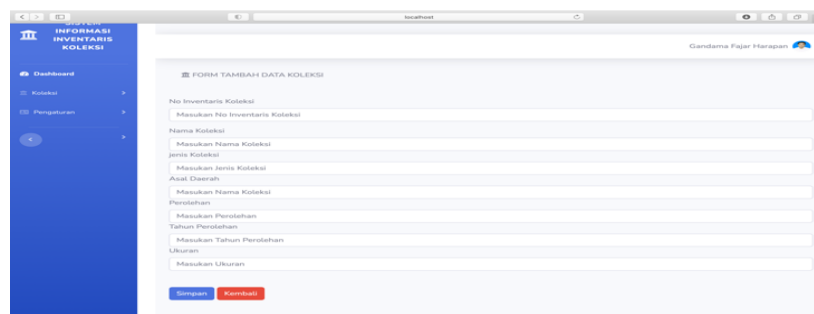 localhost
SISTEM
INFORMASI
INVENTARIS
KOLEKSI
Gandama Fajar Harapan
Dashboard
Koleksi
Pengaturan
FORM TAMBAH DATA KOLEKSI
No Inventaris Koleksi
Masukan No Inventaris Koleksi
Nama Koleksi
Masukan Nama Koleksi
Jenis Koleksi
Masukan Jenis Koleksi
Asal Daerah
Masukan Nama Koleksi
Perolehan
Masukan Perolehan
Tahun Perolehan
Masukan Tahun Perolehan
Ukuran
Masukan Ukuran
Simpan Kembali